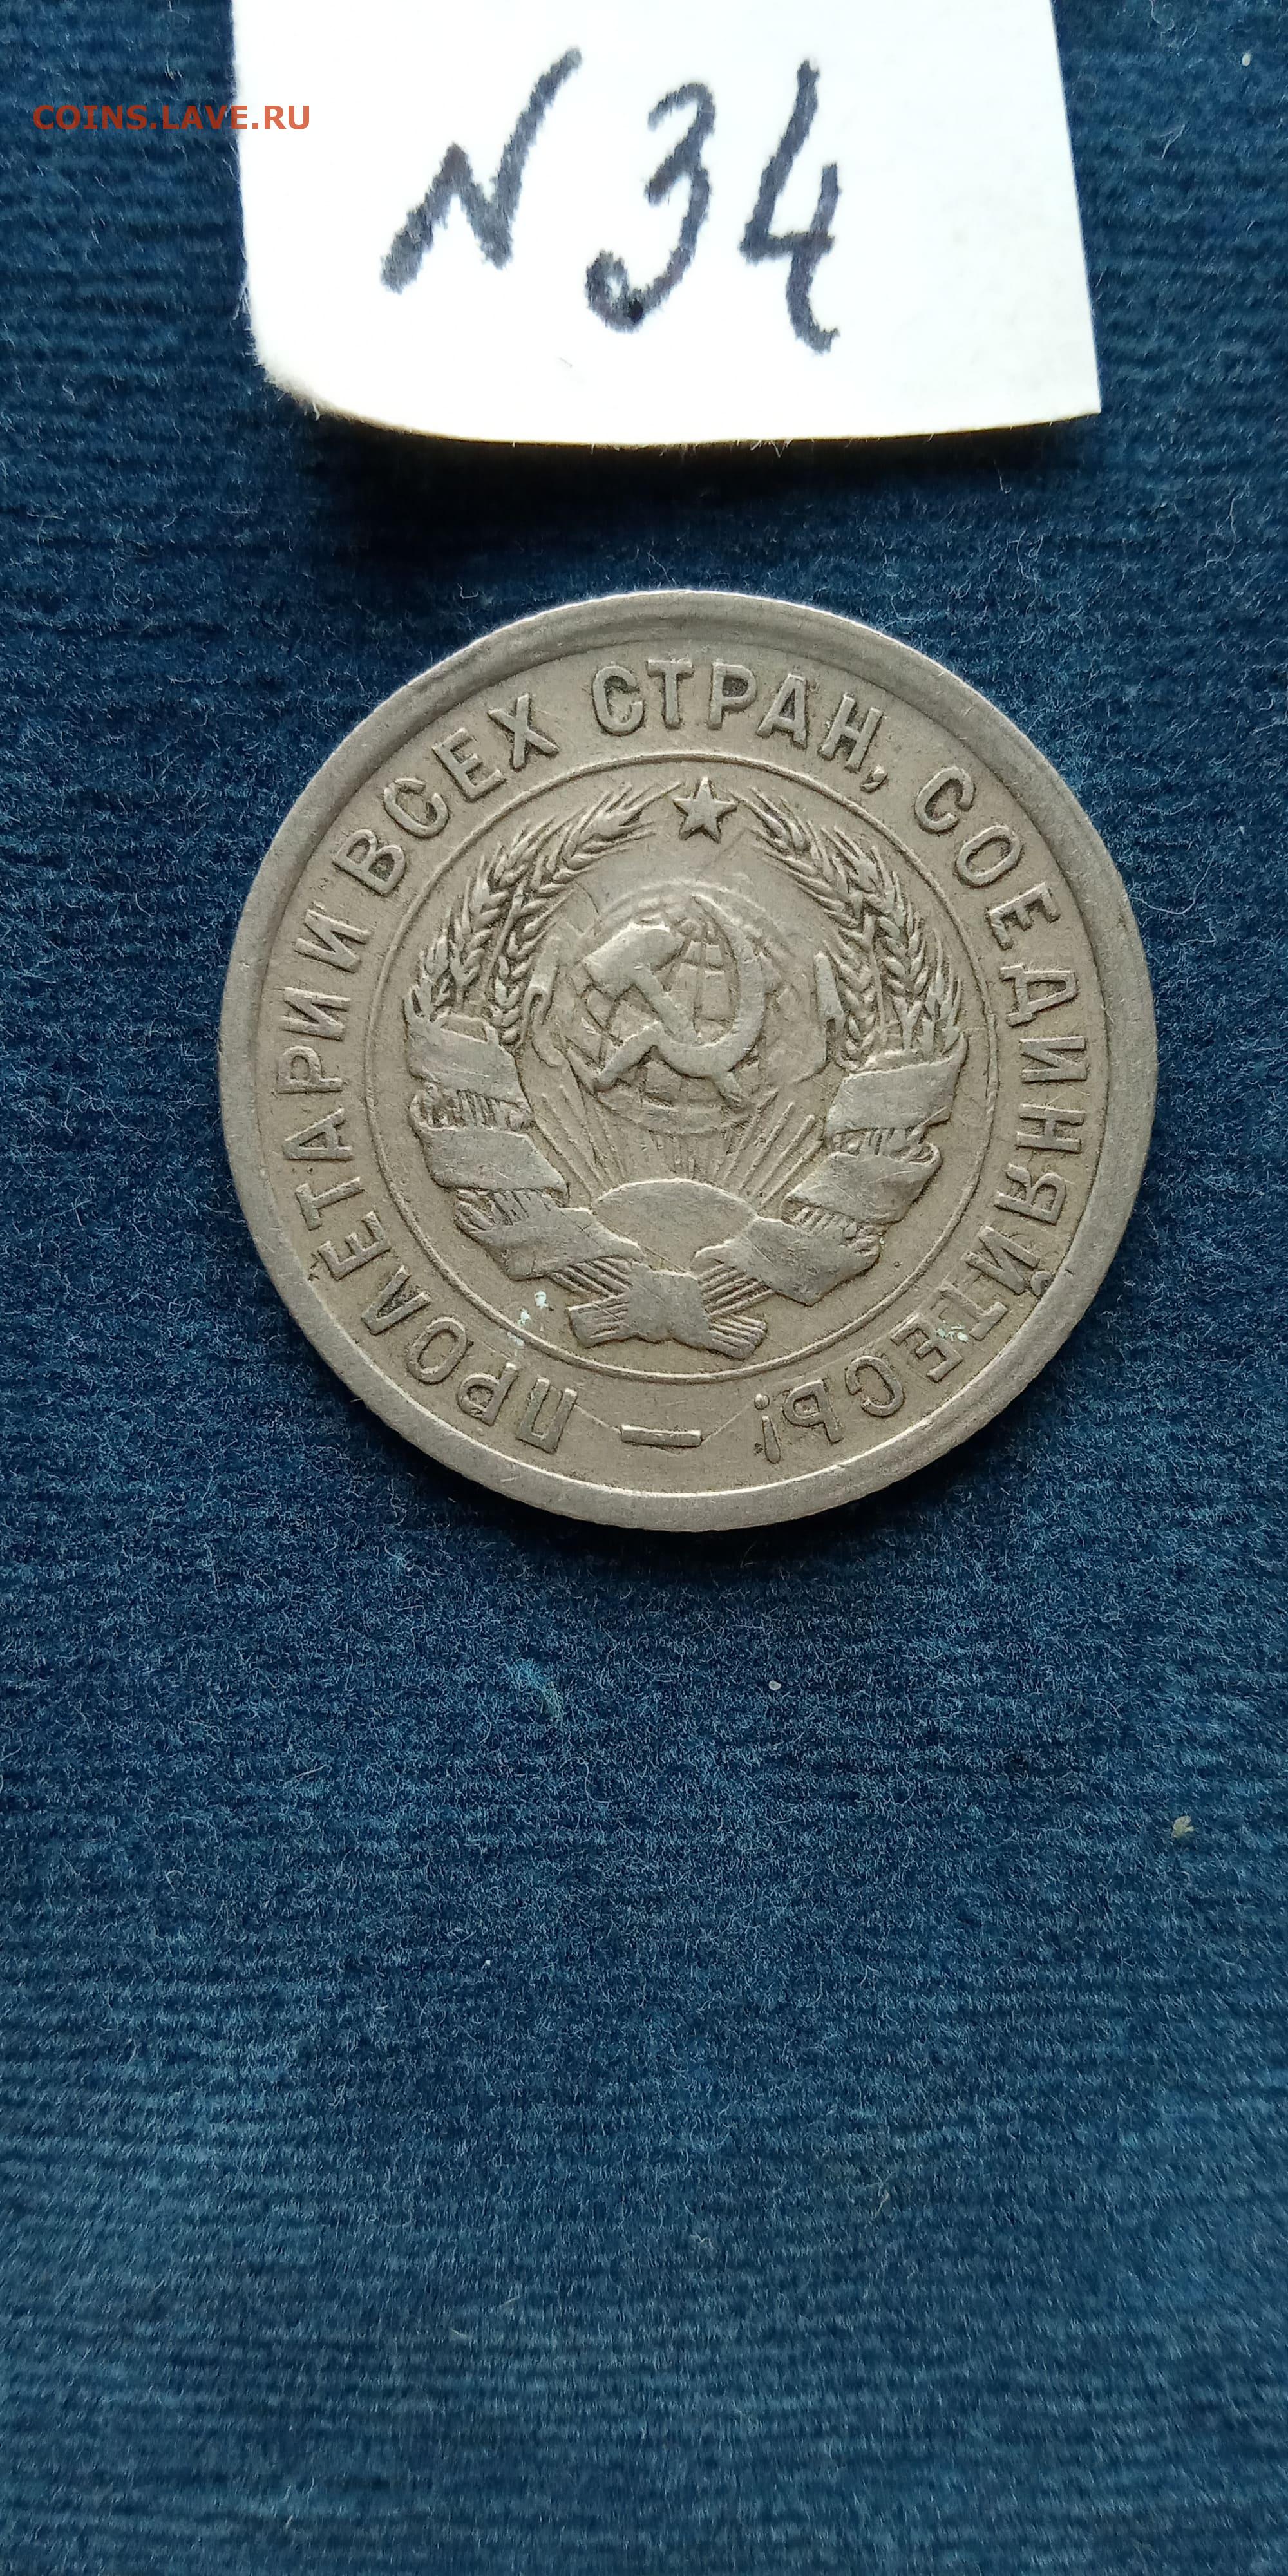 COINS.LAVE.RU
N 34
ПРОЛЕТАРИИ ВСЕХ СТРАН, СОЕДИНЯЙТЕСЬ! —